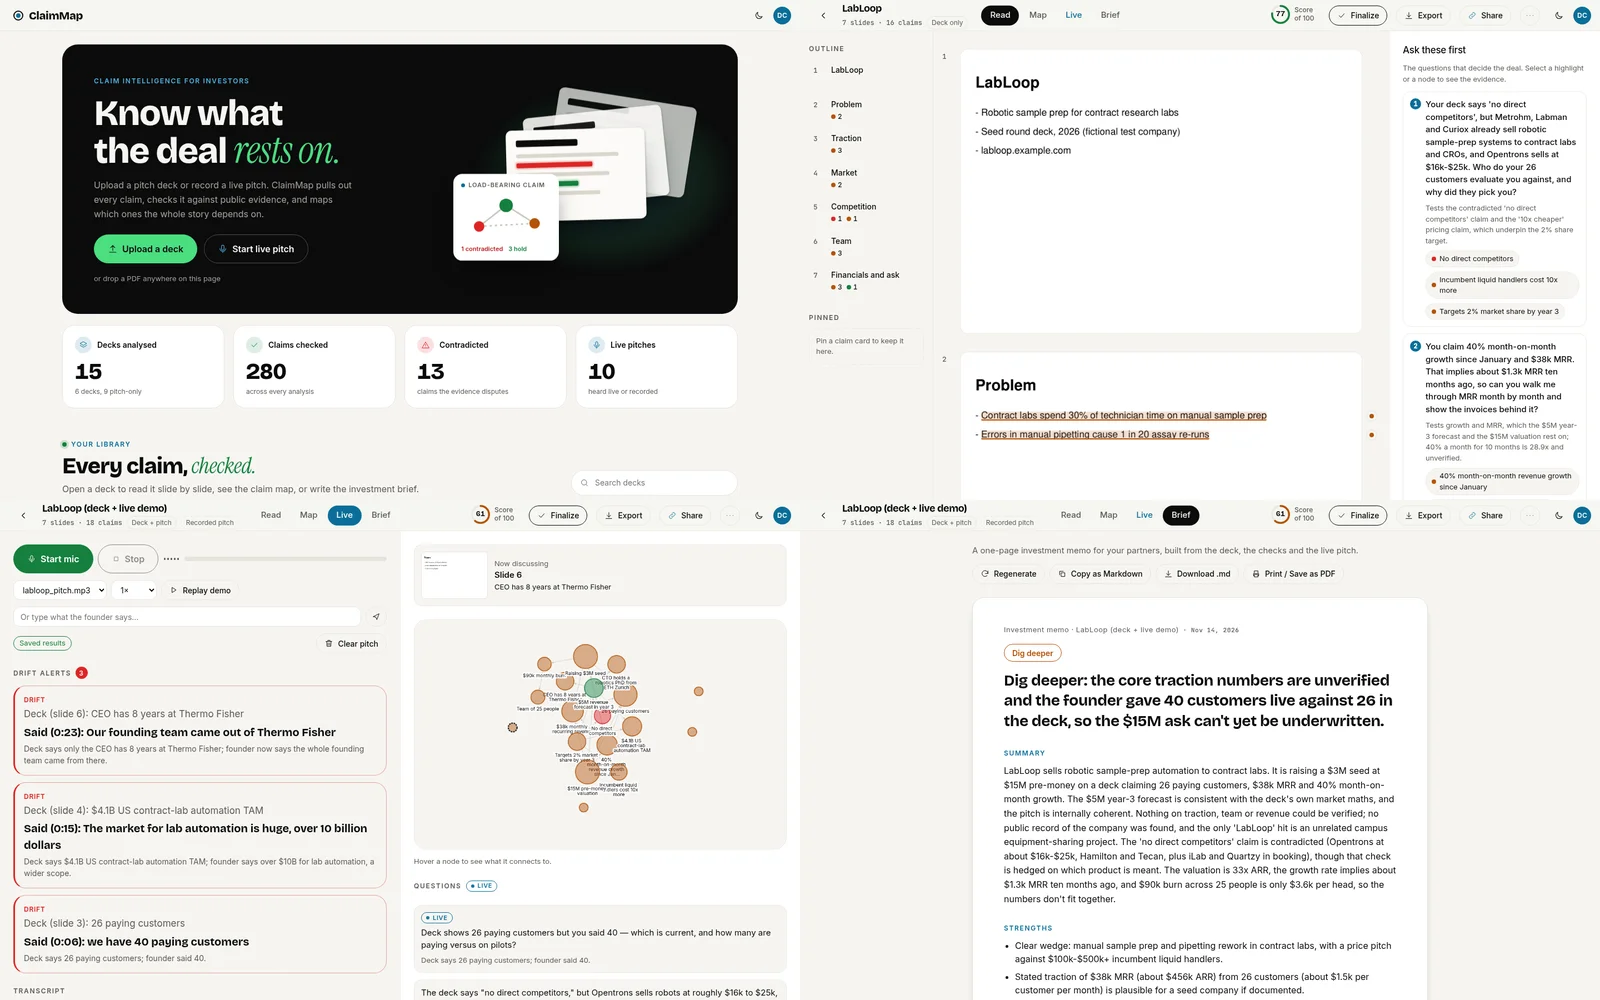 ClaimMap
DC
CLAIM INTELLIGENCE FOR INVESTORS
Know what
the deal rests on.
Upload a pitch deck or record a live pitch. ClaimMap pulls out
every claim, checks it against public evidence, and maps
which ones the whole story depends on.
Upload a deck
Start live pitch
or drop a PDF anywhere on this page
LOAD-BEARING CLAIM
1 contradicted 3 hold
Decks analysed
15
6 decks, 9 pitch-only
Claims checked
280
across every analysis
Contradicted
13
claims the evidence disputes
Live pitches
10
heard live or recorded
YOUR LIBRARY
Every claim, checked.
Open a deck to read it slide by slide, see the claim map, or write the investment brief.
Search decks
LabLoop
7 slides · 16 claims Deck only
Read Map Live Brief
77 Score of 100
Finalize Export Share ... DC
OUTLINE
1 LabLoop
2 Problem
2
3 Traction
3
4 Market
2
5 Competition
1 1
6 Team
3
7 Financials and ask
3 1
PINNED
Pin a claim card to keep it
here.
1
LabLoop
- Robotic sample prep for contract research labs
- Seed round deck, 2026 (fictional test company)
- labloop.example.com
2
Problem
- Contract labs spend 30% of technician time on manual sample prep
- Errors in manual pipetting cause 1 in 20 assay re-runs
Ask these first
The questions that decide the deal. Select a highlight
or a node to see the evidence.
1 Your deck says 'no direct
competitors', but Metrohm, Labman
and Curiox already sell robotic
sample-prep systems to contract labs
and CROs, and Opentrons sells at
$16k-$25k. Who do your 26
customers evaluate you against, and
why did they pick you?
Tests the contradicted 'no direct
competitors' claim and the '10x cheaper'
pricing claim, which underpin the 2% share
target.
No direct competitors
Incumbent liquid handlers cost 10x
more
Targets 2% market share by year 3
2 You claim 40% month-on-month
growth since January and $38k MRR.
That implies about $1.3k MRR ten
months ago, so can you walk me
through MRR month by month and
show the invoices behind it?
Tests growth and MRR, which the $5M year-
3 forecast and the $15M valuation rest on;
40% a month for 10 months is 28.9x and
unverified.
40% month-on-month revenue growth
since January
LabLoop (deck + live demo)
7 slides · 18 claims Deck + pitch Recorded pitch
Read Map Live Brief
61 Score of 100
Finalize Export Share ... DC
Start mic
Stop
labloop_pitch.mp3
1×
Replay demo
Or type what the founder says...
Saved results
Clear pitch
DRIFT ALERTS 3
DRIFT
Deck (slide 6): CEO has 8 years at Thermo Fisher
Said (0:23): Our founding team came out of Thermo Fisher
Deck says only the CEO has 8 years at Thermo Fisher; founder now says the whole founding
team came from there.
DRIFT
Deck (slide 4): $4.1B US contract-lab automation TAM
Said (0:15): The market for lab automation is huge, over 10 billion
dollars
Deck says $4.1B US contract-lab automation TAM; founder says over $10B for lab automation, a
wider scope.
DRIFT
Deck (slide 3): 26 paying customers
Said (0:06): we have 40 paying customers
Deck says 26 paying customers; founder said 40.
TRANSCRIPT
Now discussing
Slide 6
CEO has 8 years at Thermo Fisher
Raising $3M seed
Team of 25 people
No direct
competitors
$4.1B US
contract-lab
automation TAM
Targets 2% market
share by year 3
$15M pre-money
valuation
Hover a node to see what it connects to.
QUESTIONS LIVE
LIVE
Deck shows 26 paying customers but you said 40 — which is current, and how many are
paying versus on pilots?
Deck says 26 paying customers; founder said 40.
The deck says "no direct competitors," but Opentrons sells robots at roughly $16k to $25k,
LabLoop (deck + live demo)
7 slides · 18 claims Deck + pitch Recorded pitch
Read Map Live Brief
61 Score of 100
Finalize Export Share ... DC
A one-page investment memo for your partners, built from the deck, the checks and the live pitch.
Regenerate Copy as Markdown Download .md Print / Save as PDF
Investment memo · LabLoop (deck + live demo) · Nov 14, 2026
Dig deeper
Dig deeper: the core traction numbers are unverified
and the founder gave 40 customers live against 26 in
the deck, so the $15M ask can't yet be underwritten.
SUMMARY
LabLoop sells robotic sample-prep automation to contract labs. It is raising a $3M seed at
$15M pre-money on a deck claiming 26 paying customers, $38k MRR and 40% month-on-
month growth. The $5M year-3 forecast is consistent with the deck's own market maths, and
the pitch is internally coherent. Nothing on traction, team or revenue could be verified; no
public record of the company was found, and the only 'LabLoop' hit is an unrelated campus
equipment-sharing project. The 'no direct competitors' claim is contradicted (Opentrons at
about $16k-$25k, Hamilton and Tecan, plus iLab and Quartzy in booking), though that check
is hedged on which product is meant. The valuation is 33x ARR, the growth rate implies about
$1.3k MRR ten months ago, and $90k burn across 25 people is only $3.6k per head, so the
numbers don't fit together.
STRENGTHS
• Clear wedge: manual sample prep and pipetting rework in contract labs, with a price pitch
against $100k-$500k+ incumbent liquid handlers.
• Stated traction of $38k MRR (about $456k ARR) from 26 customers (about $1.5k per
customer per month) is plausible for a seed company if documented.